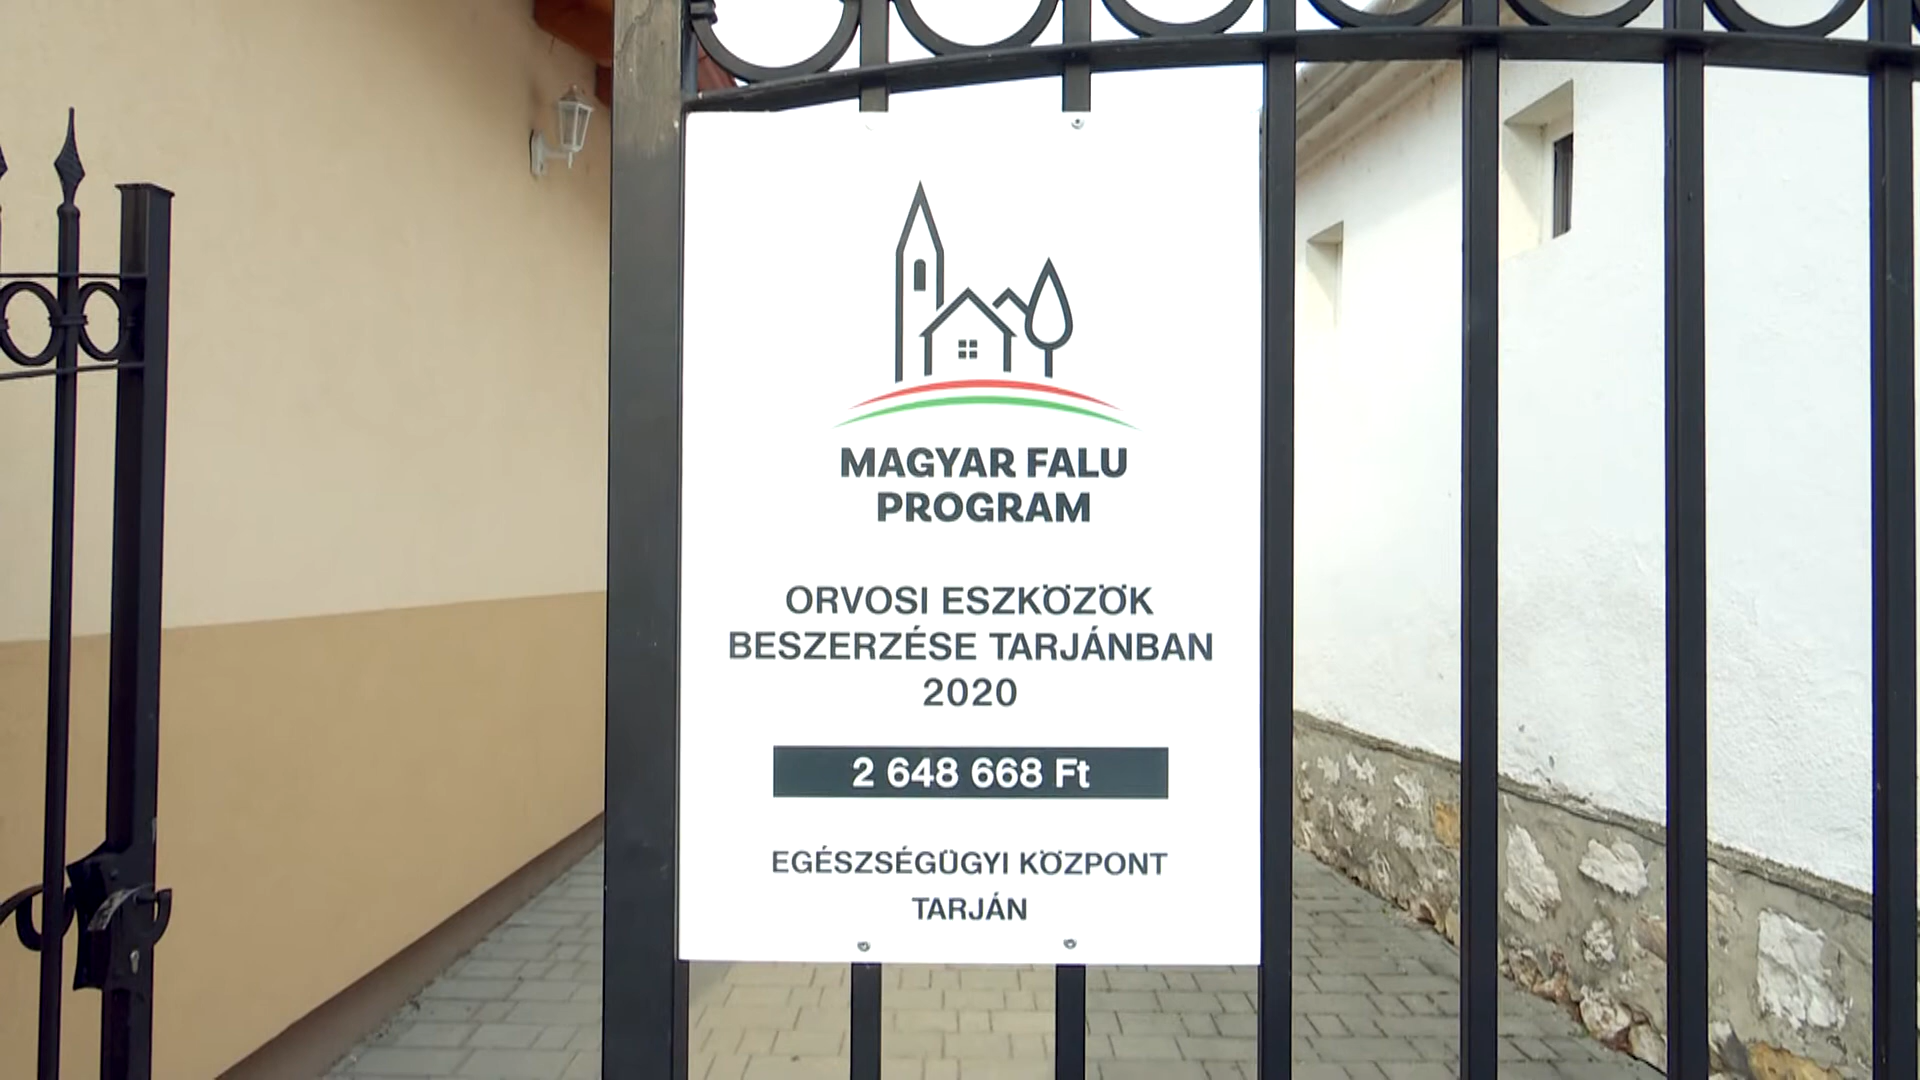 MAGYAR FALU
PROGRAM
ORVOSI ESZKÖZÖK
BESZERZÉSE TARJÁNBAN
2020
2 648 668 Ft
EGÉSZSÉGÜGYI KÖZPONT
TARJÁN